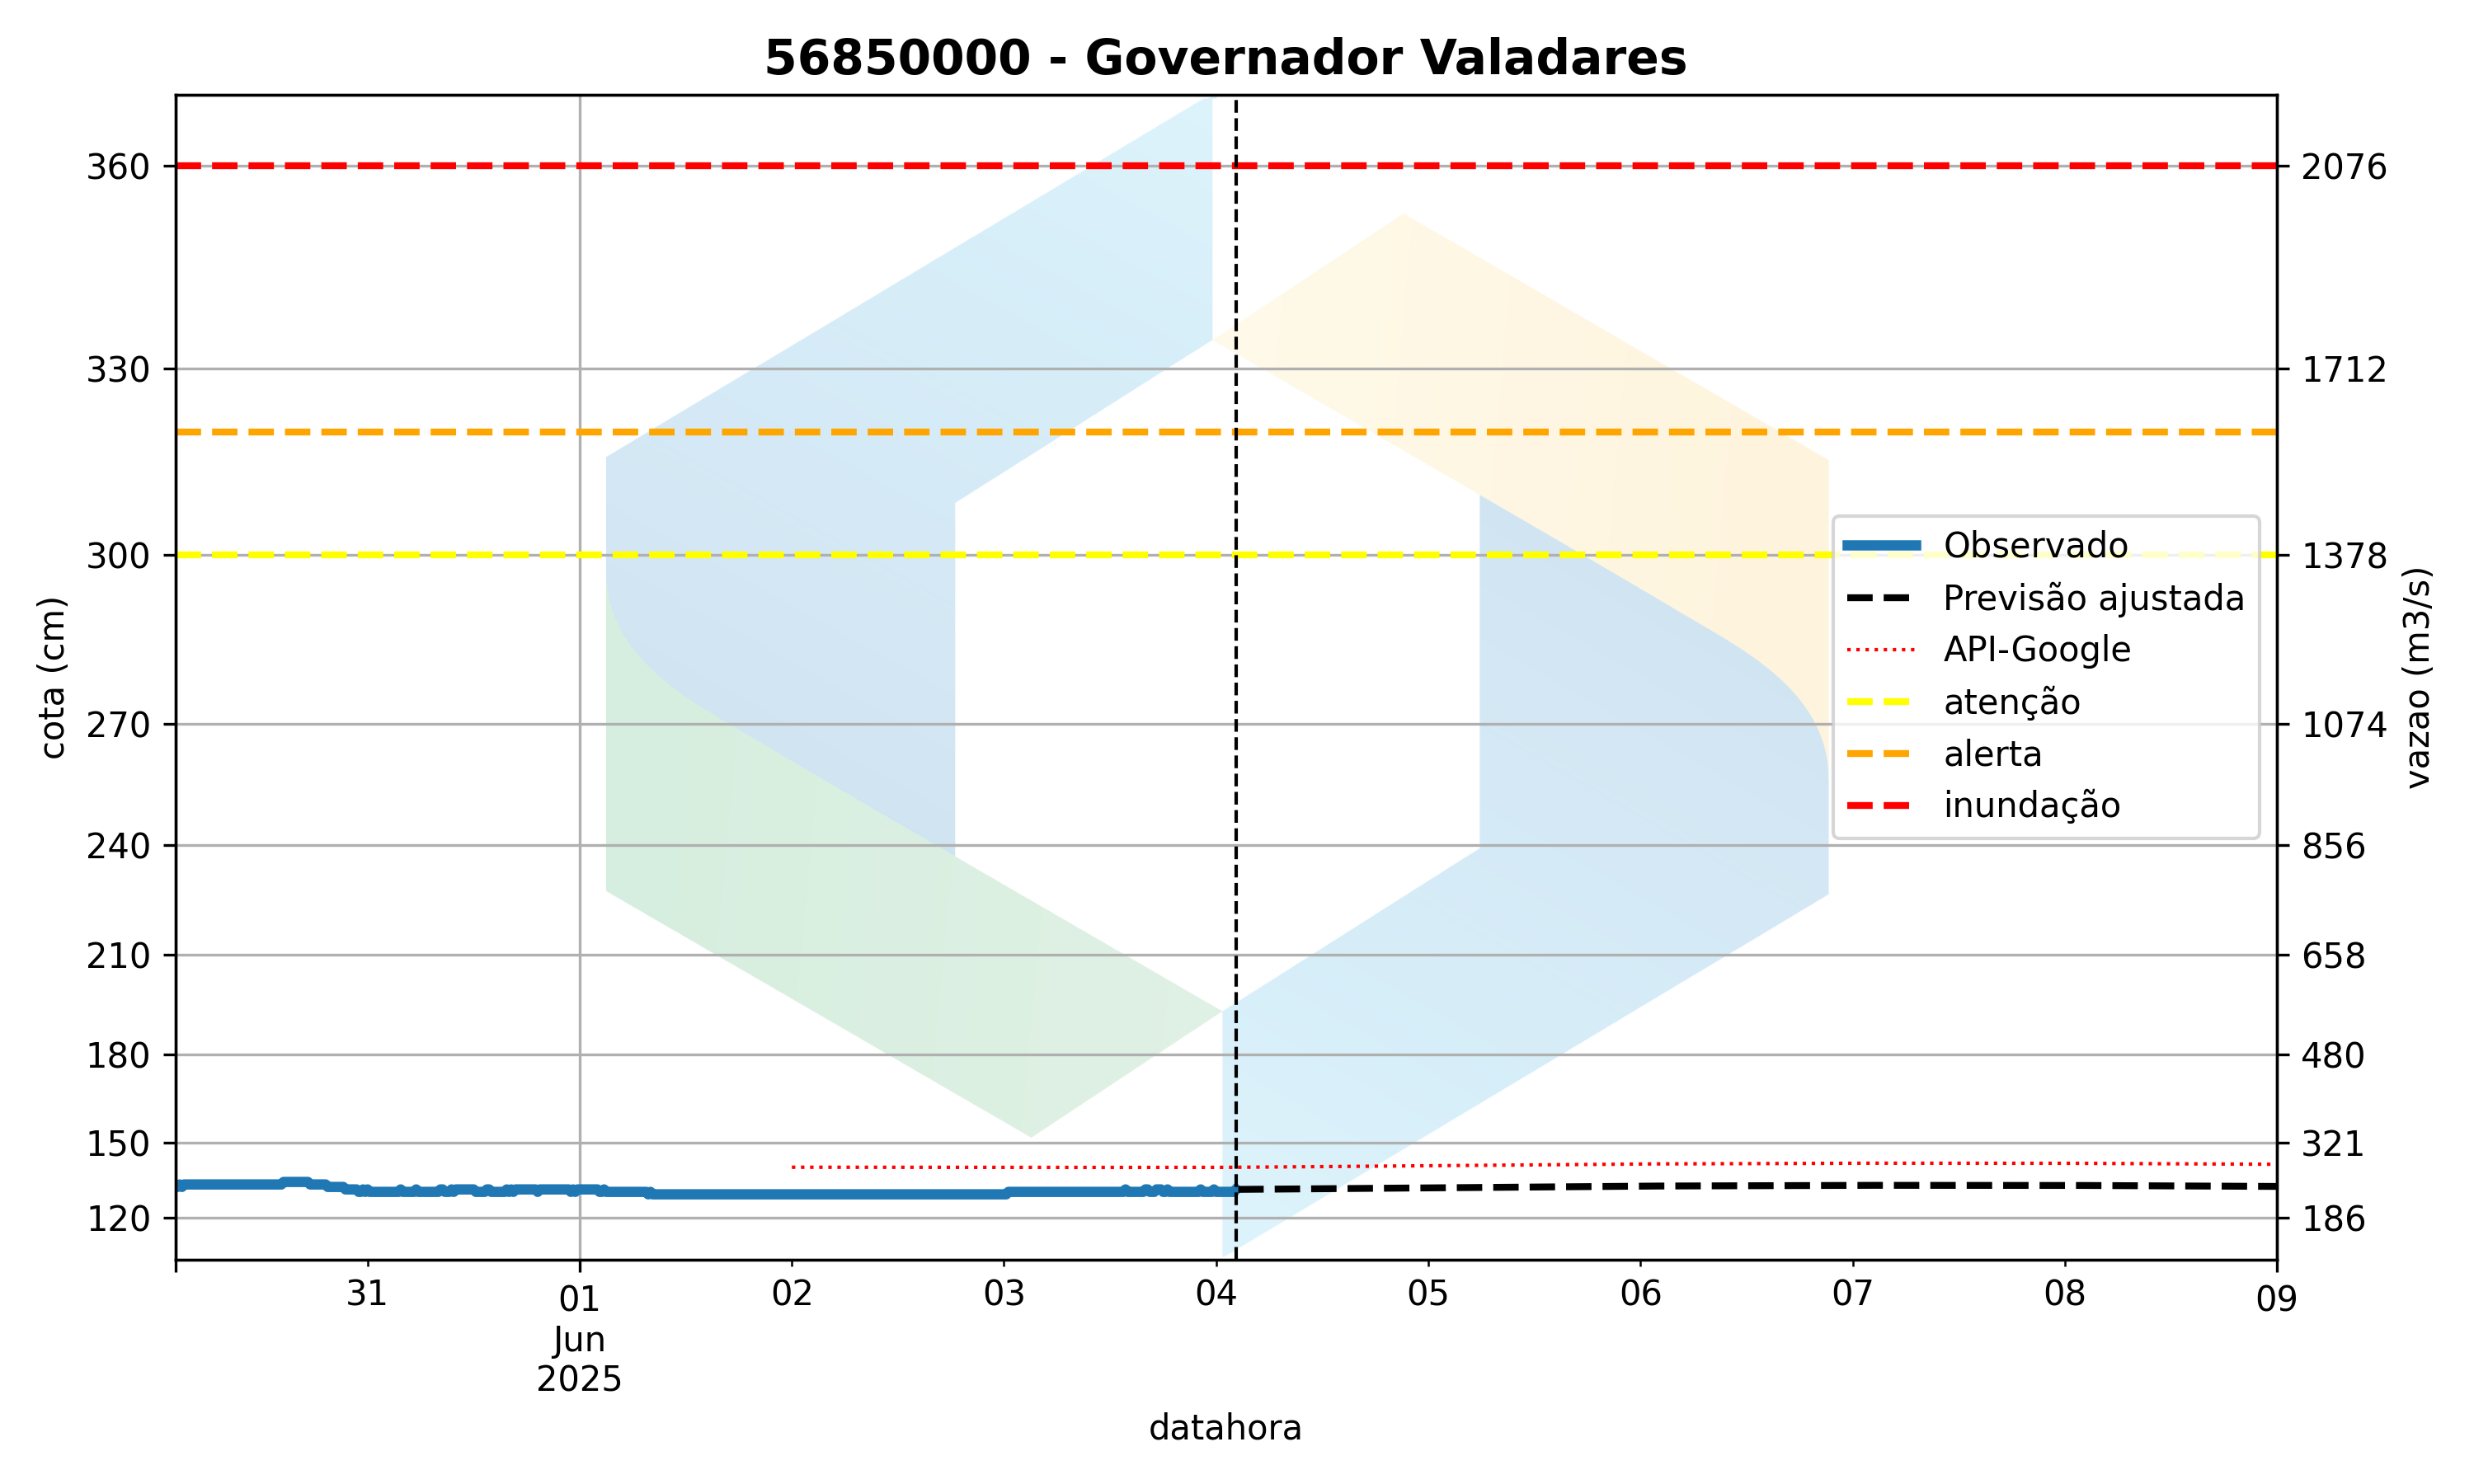 56850000 - Governador Valadares
cota (cm)
360
330
300
270
240
210
180
150
120
2076
1712
1378
1074
856
658
480
321
186
vazao (m3/s)
Observado
Previsão ajustada
API-Google
atenção
alerta
inundação
31
01
Jun
2025
02
03
04
05
06
07
08
09
datahora